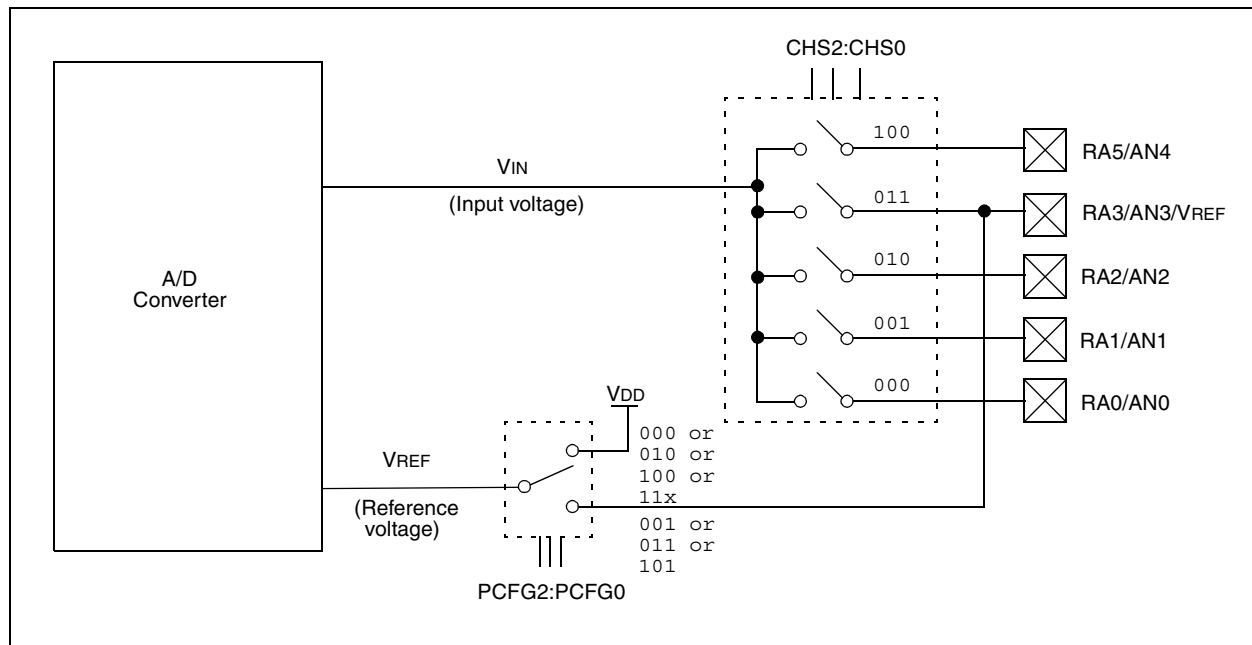 CHS2:CHS0
100
RA5/AN4
VIN
(Input voltage)
011
RA3/AN3/VREF
A/D
Converter
010
RA2/AN2
001
RA1/AN1
000
RA0/AN0
VDD
000 or
010 or
100 or
11x
VREF
(Reference
voltage)
001 or
011 or
101
PCFG2:PCFG0